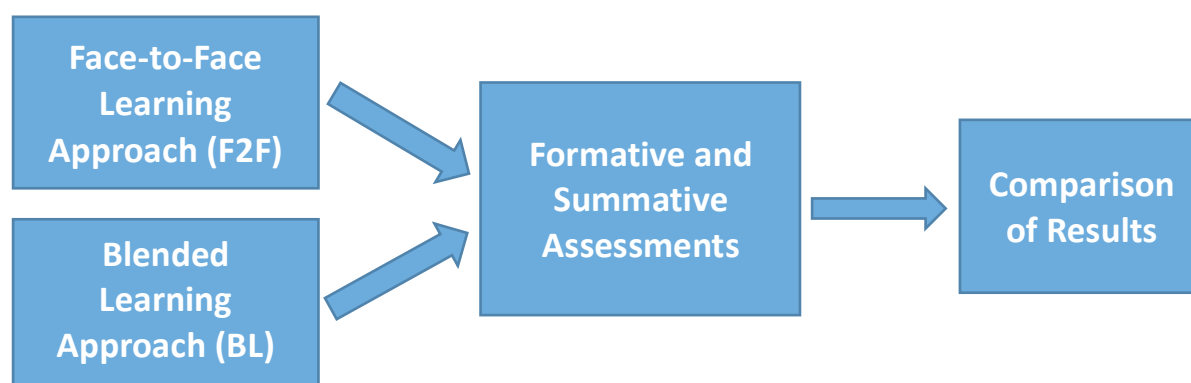 Face-to-Face
Learning
Approach (F2F)
Blended
Learning
Approach (BL)
Formative and
Summative
Assessments
Comparison
of Results